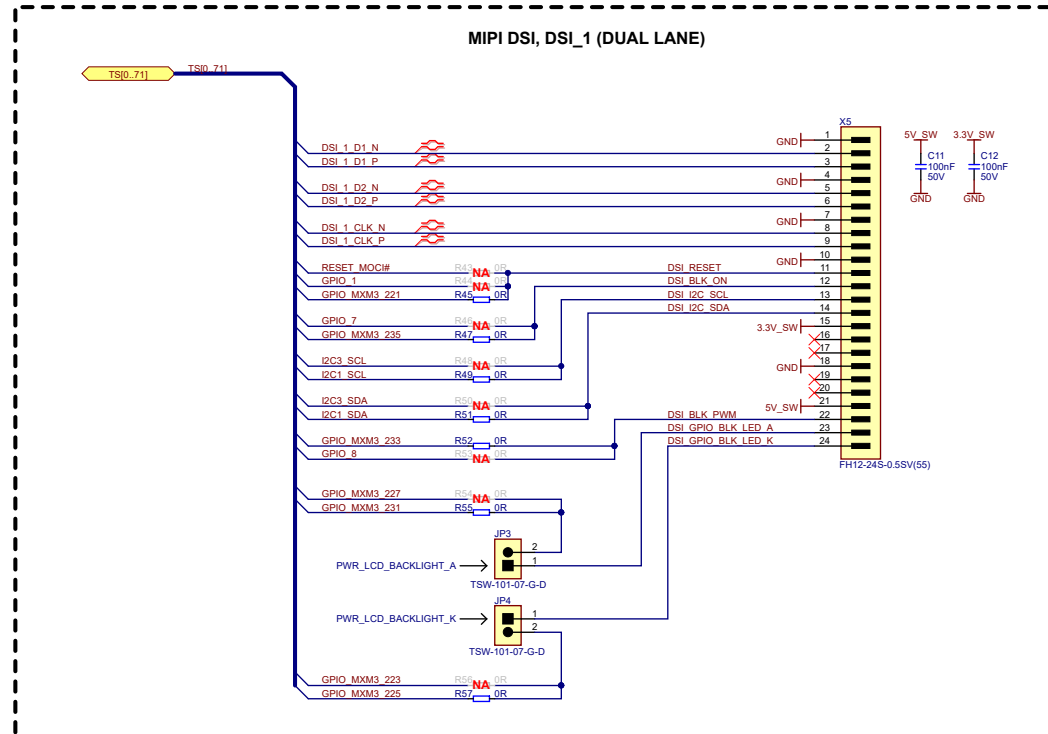 MIPI DSI, DSI_1 (DUAL LANE)
TS[0..71] TS[0..71]
X5
5V_SW 3.3V_SW
C11 100nF 50V
C12 100nF 50V
GND GND
GND 1
DSI_1_D1_N 2
DSI_1_D1_P 3
GND 4
DSI_1_D2_N 5
DSI_1_D2_P 6
GND 7
DSI_1_CLK_N 8
DSI_1_CLK_P 9
GND 10
RESET_MOCI# R43 NA 0R DSI_RESET 11
GPIO_1 R44 NA 0R DSI_BLK_ON 12
GPIO_MXM3_221 R45 0R DSI_I2C_SCL 13
DSI_I2C_SDA 14
GPIO_7 R46 NA 0R 3.3V_SW 15
GPIO_MXM3_235 R47 0R 16
17
I2C3_SCL R48 NA 0R GND 18
I2C1_SCL R49 0R 19
20
I2C3_SDA R50 NA 0R 5V_SW 21
I2C1_SDA R51 0R DSI_BLK_PWM 22
DSI_GPIO_BLK_LED_A 23
GPIO_MXM3_233 R52 0R DSI_GPIO_BLK_LED_K 24
GPIO_8 R53 NA 0R
FH12-24S-0.5SV(55)
GPIO_MXM3_227 R54 NA 0R
GPIO_MXM3_231 R55 0R
JP3
2
PWR_LCD_BACKLIGHT_A 1
TSW-101-07-G-D
JP4
PWR_LCD_BACKLIGHT_K 1
2
TSW-101-07-G-D
GPIO_MXM3_223 R56 NA 0R
GPIO_MXM3_225 R57 0R